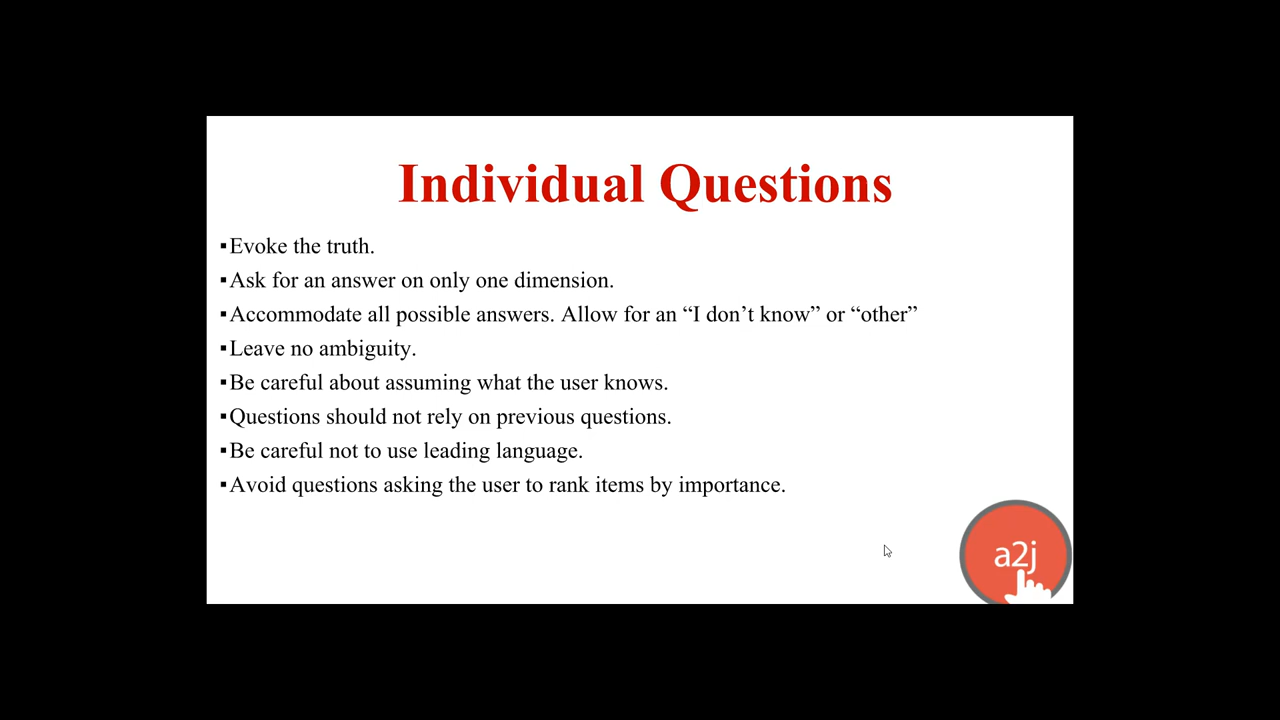 Individual Questions
▪Evoke the truth.
▪Ask for an answer on only one dimension.
▪Accommodate all possible answers. Allow for an “I don’t know” or “other”
▪Leave no ambiguity.
▪Be careful about assuming what the user knows.
▪Questions should not rely on previous questions.
▪Be careful not to use leading language.
▪Avoid questions asking the user to rank items by importance.
a2j